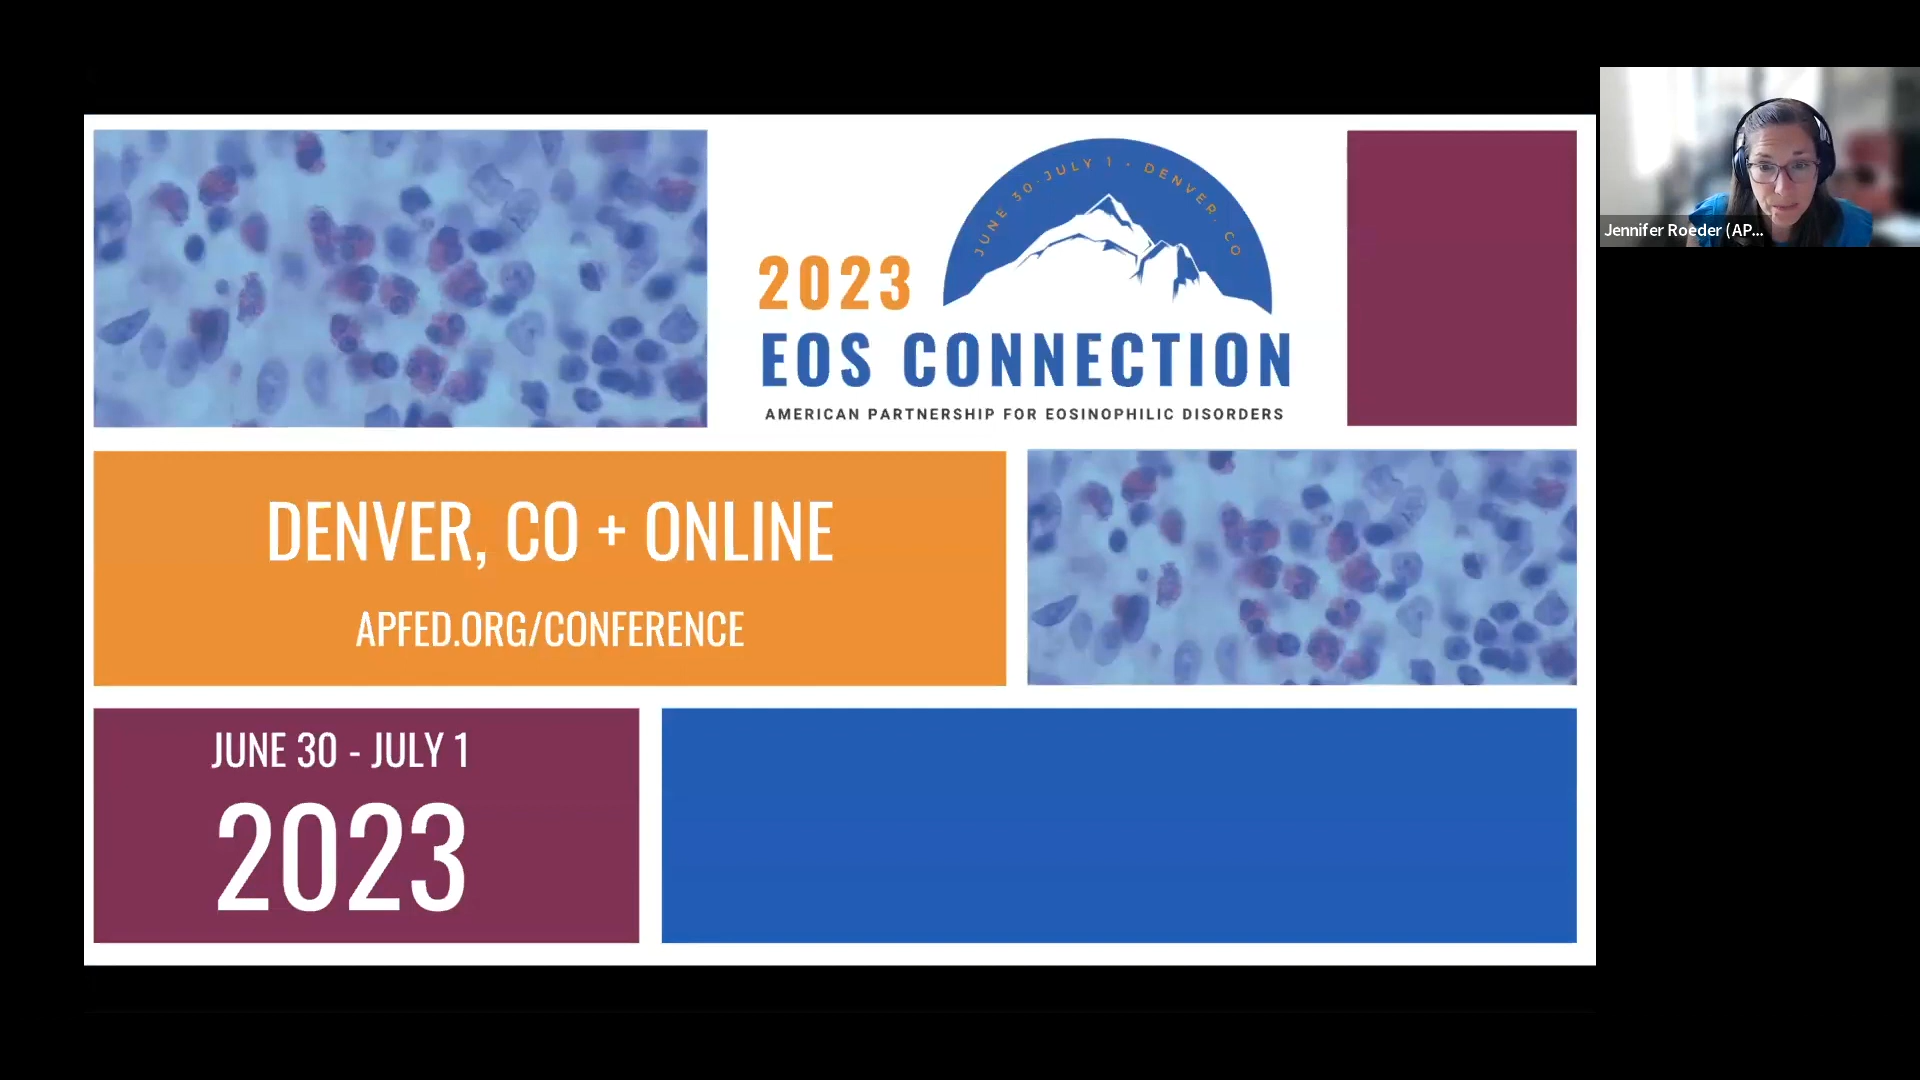 JUNE 30-JULY 1 • DENVER, CO
2023
EOS CONNECTION
AMERICAN PARTNERSHIP FOR EOSINOPHILIC DISORDERS
DENVER, CO + ONLINE
APFED.ORG/CONFERENCE
JUNE 30 - JULY 1
2023
Jennifer Roeder (AP...